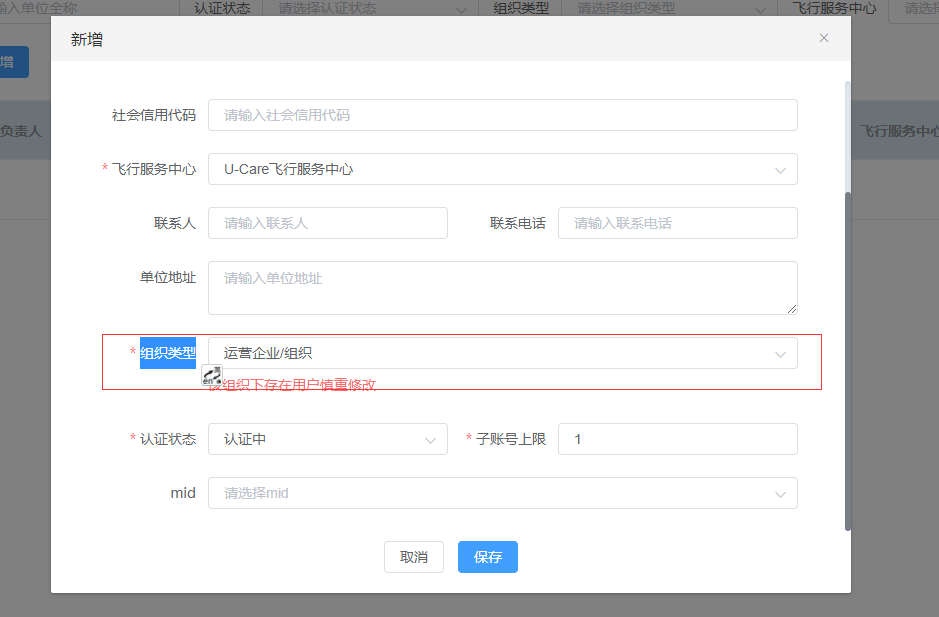 输入单位全称 认证状态 请选择认证状态 组织类型 请选择组织类型 飞行服务中心 请选择
新增
增
社会信用代码 请输入社会信用代码
负责人 飞行服务中心
* 飞行服务中心 U-Care飞行服务中心
联系人 请输入联系人 联系电话 请输入联系电话
单位地址 请输入单位地址
* 组织类型 运营企业/组织
该组织下存在用户慎重修改
* 认证状态 认证中 * 子账号上限 1
mid 请选择mid
取消 保存